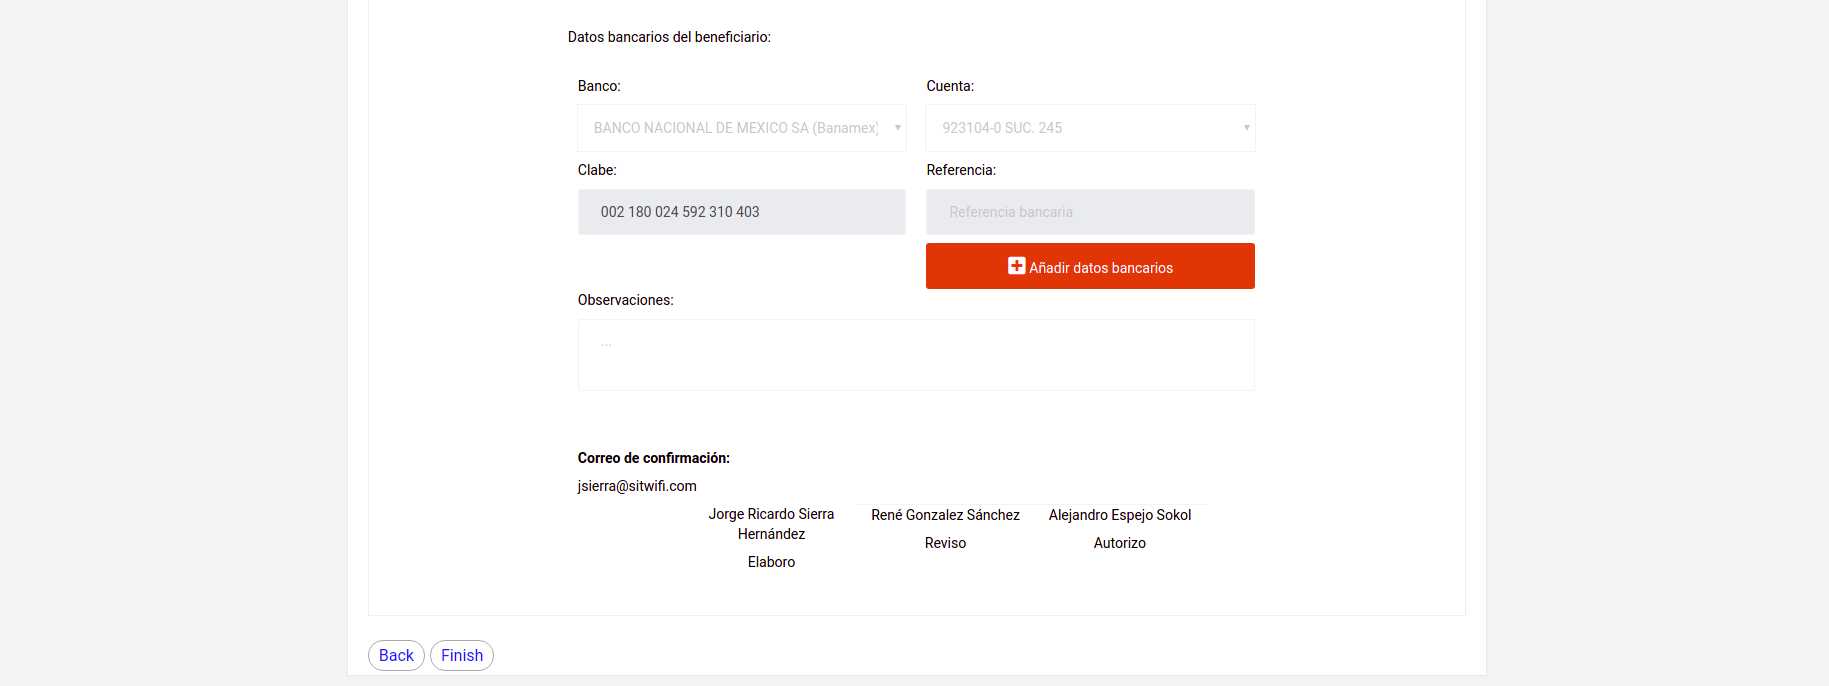 Datos bancarios del beneficiario:
Banco:
Cuenta:
BANCO NACIONAL DE MEXICO SA (Banamex)
923104-0 SUC. 245
Clabe:
Referencia:
002 180 024 592 310 403
Referencia bancaria
Añadir datos bancarios
Observaciones:
...
Correo de confirmación:
jsierra@sitwifi.com
Jorge Ricardo Sierra
Hernández
Elaboro
René Gonzalez Sánchez
Reviso
Alejandro Espejo Sokol
Autorizo
Back
Finish